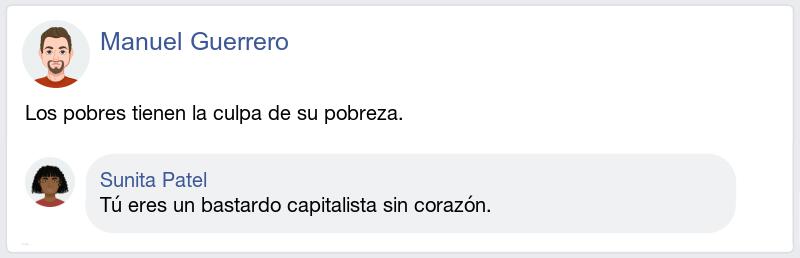 Manuel Guerrero
Los pobres tienen la culpa de su pobreza.
Sunita Patel
Tú eres un bastardo capitalista sin corazón.